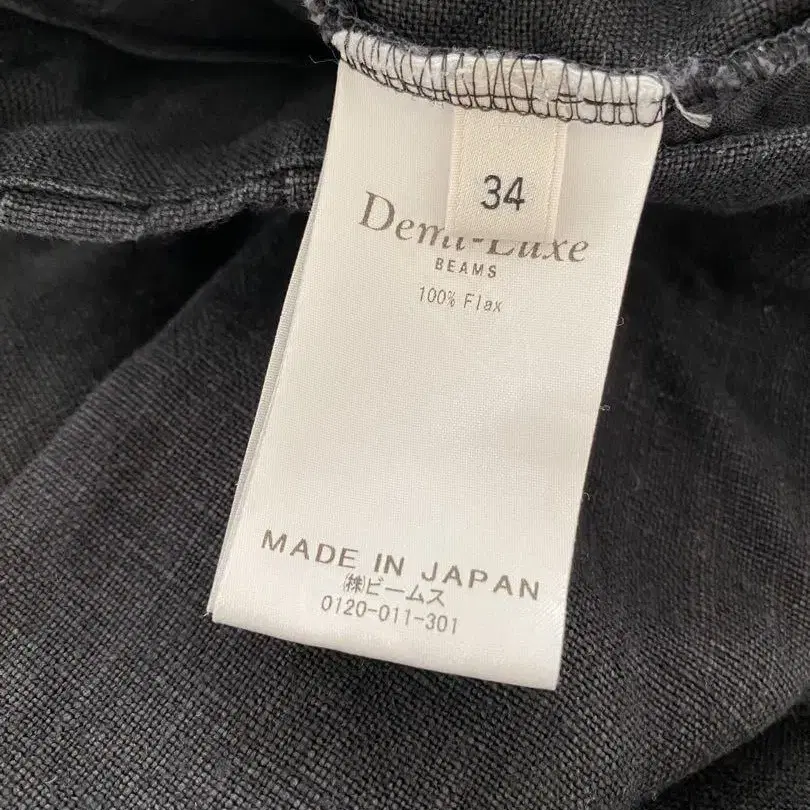 34
Demi-Luxe
BEAMS
100% Flax
MADE IN JAPAN
㈱ビームス
0120-011-301